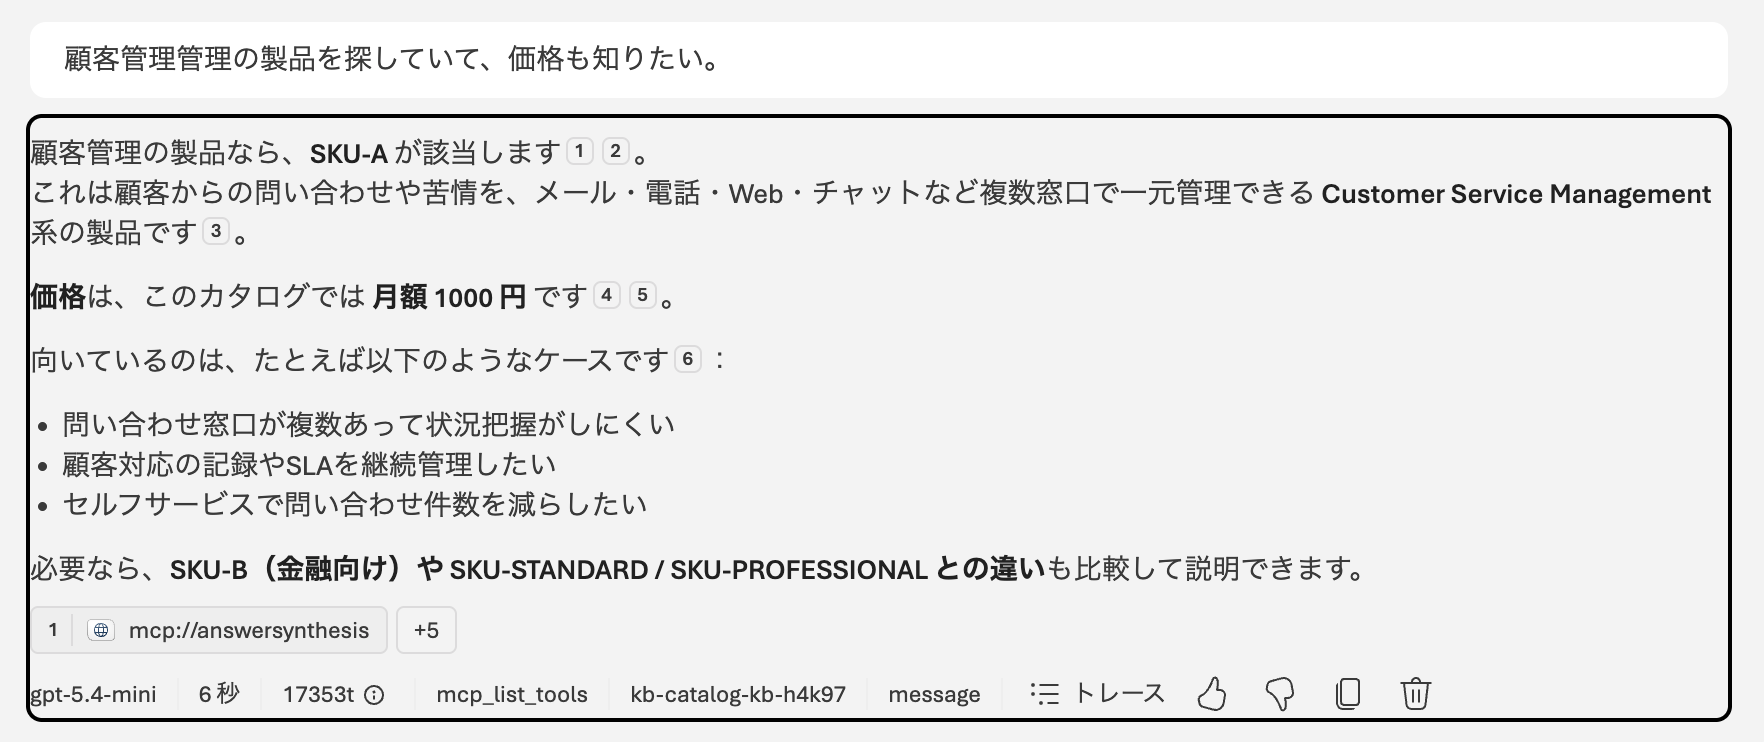 顧客管理管理の製品を探していて、価格も知りたい。
顧客管理の製品なら、SKU-A が該当します 1 2 。
これは顧客からの問い合わせや苦情を、メール・電話・Web・チャットなど複数窓口で一元管理できる Customer Service Management
系の製品です 3 。
価格は、このカタログでは 月額 1000 円 です 4 5 。
向いているのは、たとえば以下のようなケースです 6 ：
• 問い合わせ窓口が複数あって状況把握がしにくい
• 顧客対応の記録やSLAを継続管理したい
• セルフサービスで問い合わせ件数を減らしたい
必要なら、SKU-B（金融向け）や SKU-STANDARD / SKU-PROFESSIONAL との違いも比較して説明できます。
1 mcp://answersynthesis +5
gpt-5.4-mini 6 秒 17353t mcp_list_tools kb-catalog-kb-h4k97 message トレース